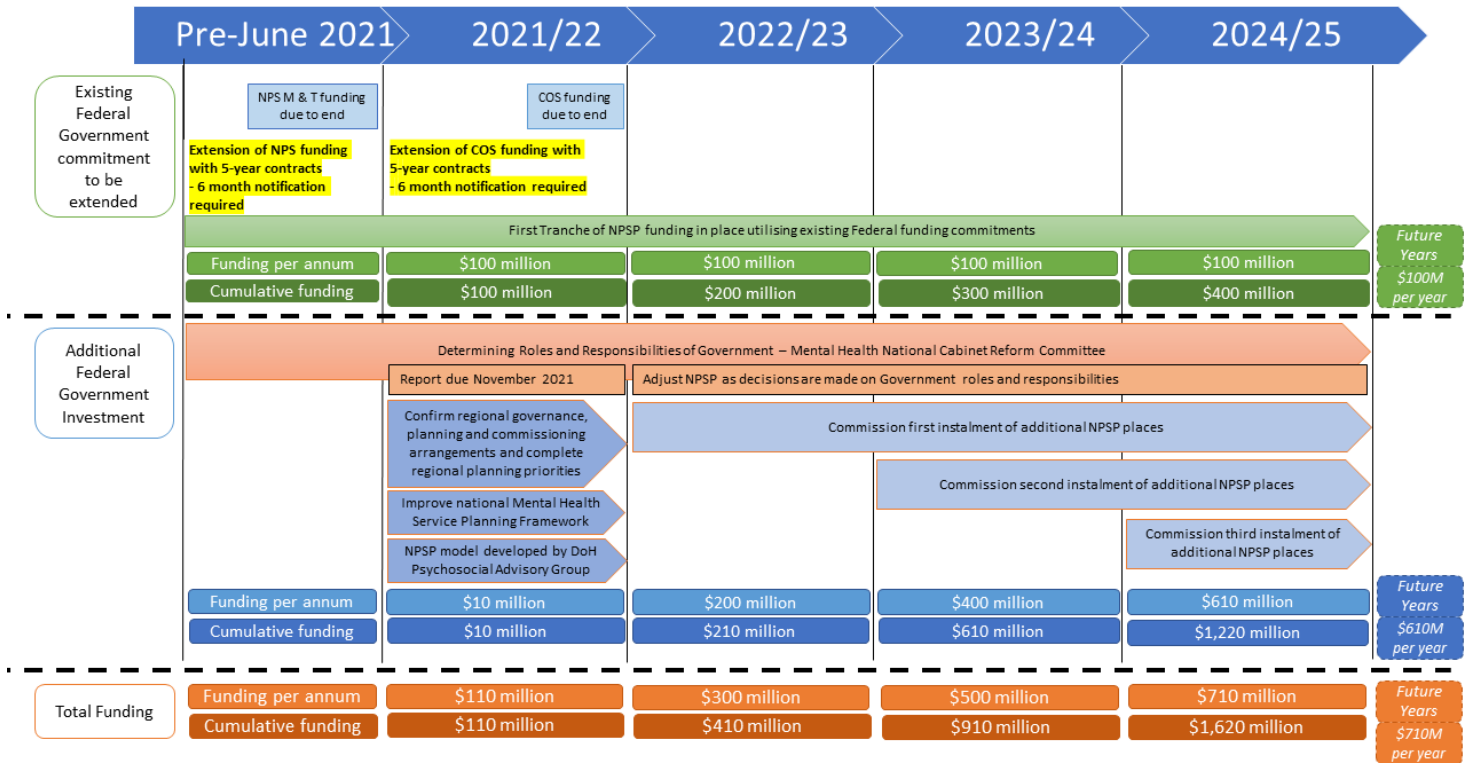 Pre-June 2021
2021/22
2022/23
2023/24
2024/25
Existing
Federal
Government
commitment
to be
extended
NPS M & T funding
due to end
COS funding
due to end
Extension of NPS funding
with 5-year contracts
- 6 month notification
required
Extension of COS funding with
5-year contracts
- 6 month notification required
First Tranche of NPSP funding in place utilising existing Federal funding commitments
Funding per annum
$100 million
$100 million
$100 million
$100 million
Cumulative funding
$100 million
$200 million
$300 million
$400 million
Future
Years
$100M
per year
Additional
Federal
Government
Investment
Determining Roles and Responsibilities of Government – Mental Health National Cabinet Reform Committee
Report due November 2021
Adjust NPSP as decisions are made on Government roles and responsibilities
Confirm regional governance,
planning and commissioning
arrangements and complete
regional planning priorities
Commission first instalment of additional NPSP places
Improve national Mental Health
Service Planning Framework
Commission second instalment of additional NPSP places
NPSP model developed by DoH
Psychosocial Advisory Group
Commission third instalment of
additional NPSP places
Funding per annum
$10 million
$200 million
$400 million
$610 million
Cumulative funding
$10 million
$210 million
$610 million
$1,220 million
Future
Years
$610M
per year
Total Funding
Funding per annum
$110 million
$300 million
$500 million
$710 million
Cumulative funding
$110 million
$410 million
$910 million
$1,620 million
Future
Years
$710M
per year